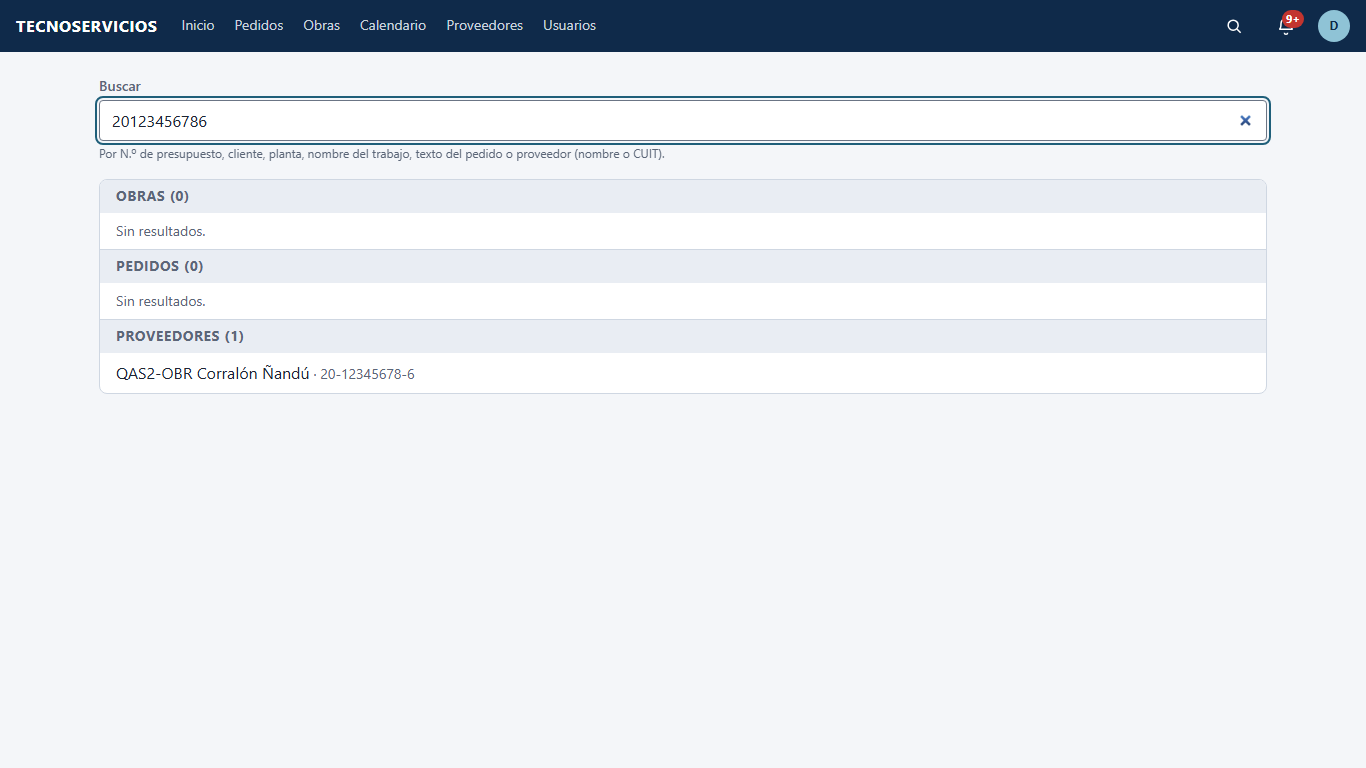 TECNOSERVICIOS Inicio Pedidos Obras Calendario Proveedores Usuarios 9+ D
Buscar
20123456786
Por N.º de presupuesto, cliente, planta, nombre del trabajo, texto del pedido o proveedor (nombre o CUIT).
OBRAS (0)
Sin resultados.
PEDIDOS (0)
Sin resultados.
PROVEEDORES (1)
QAS2-OBR Corralón Ñandú · 20-12345678-6